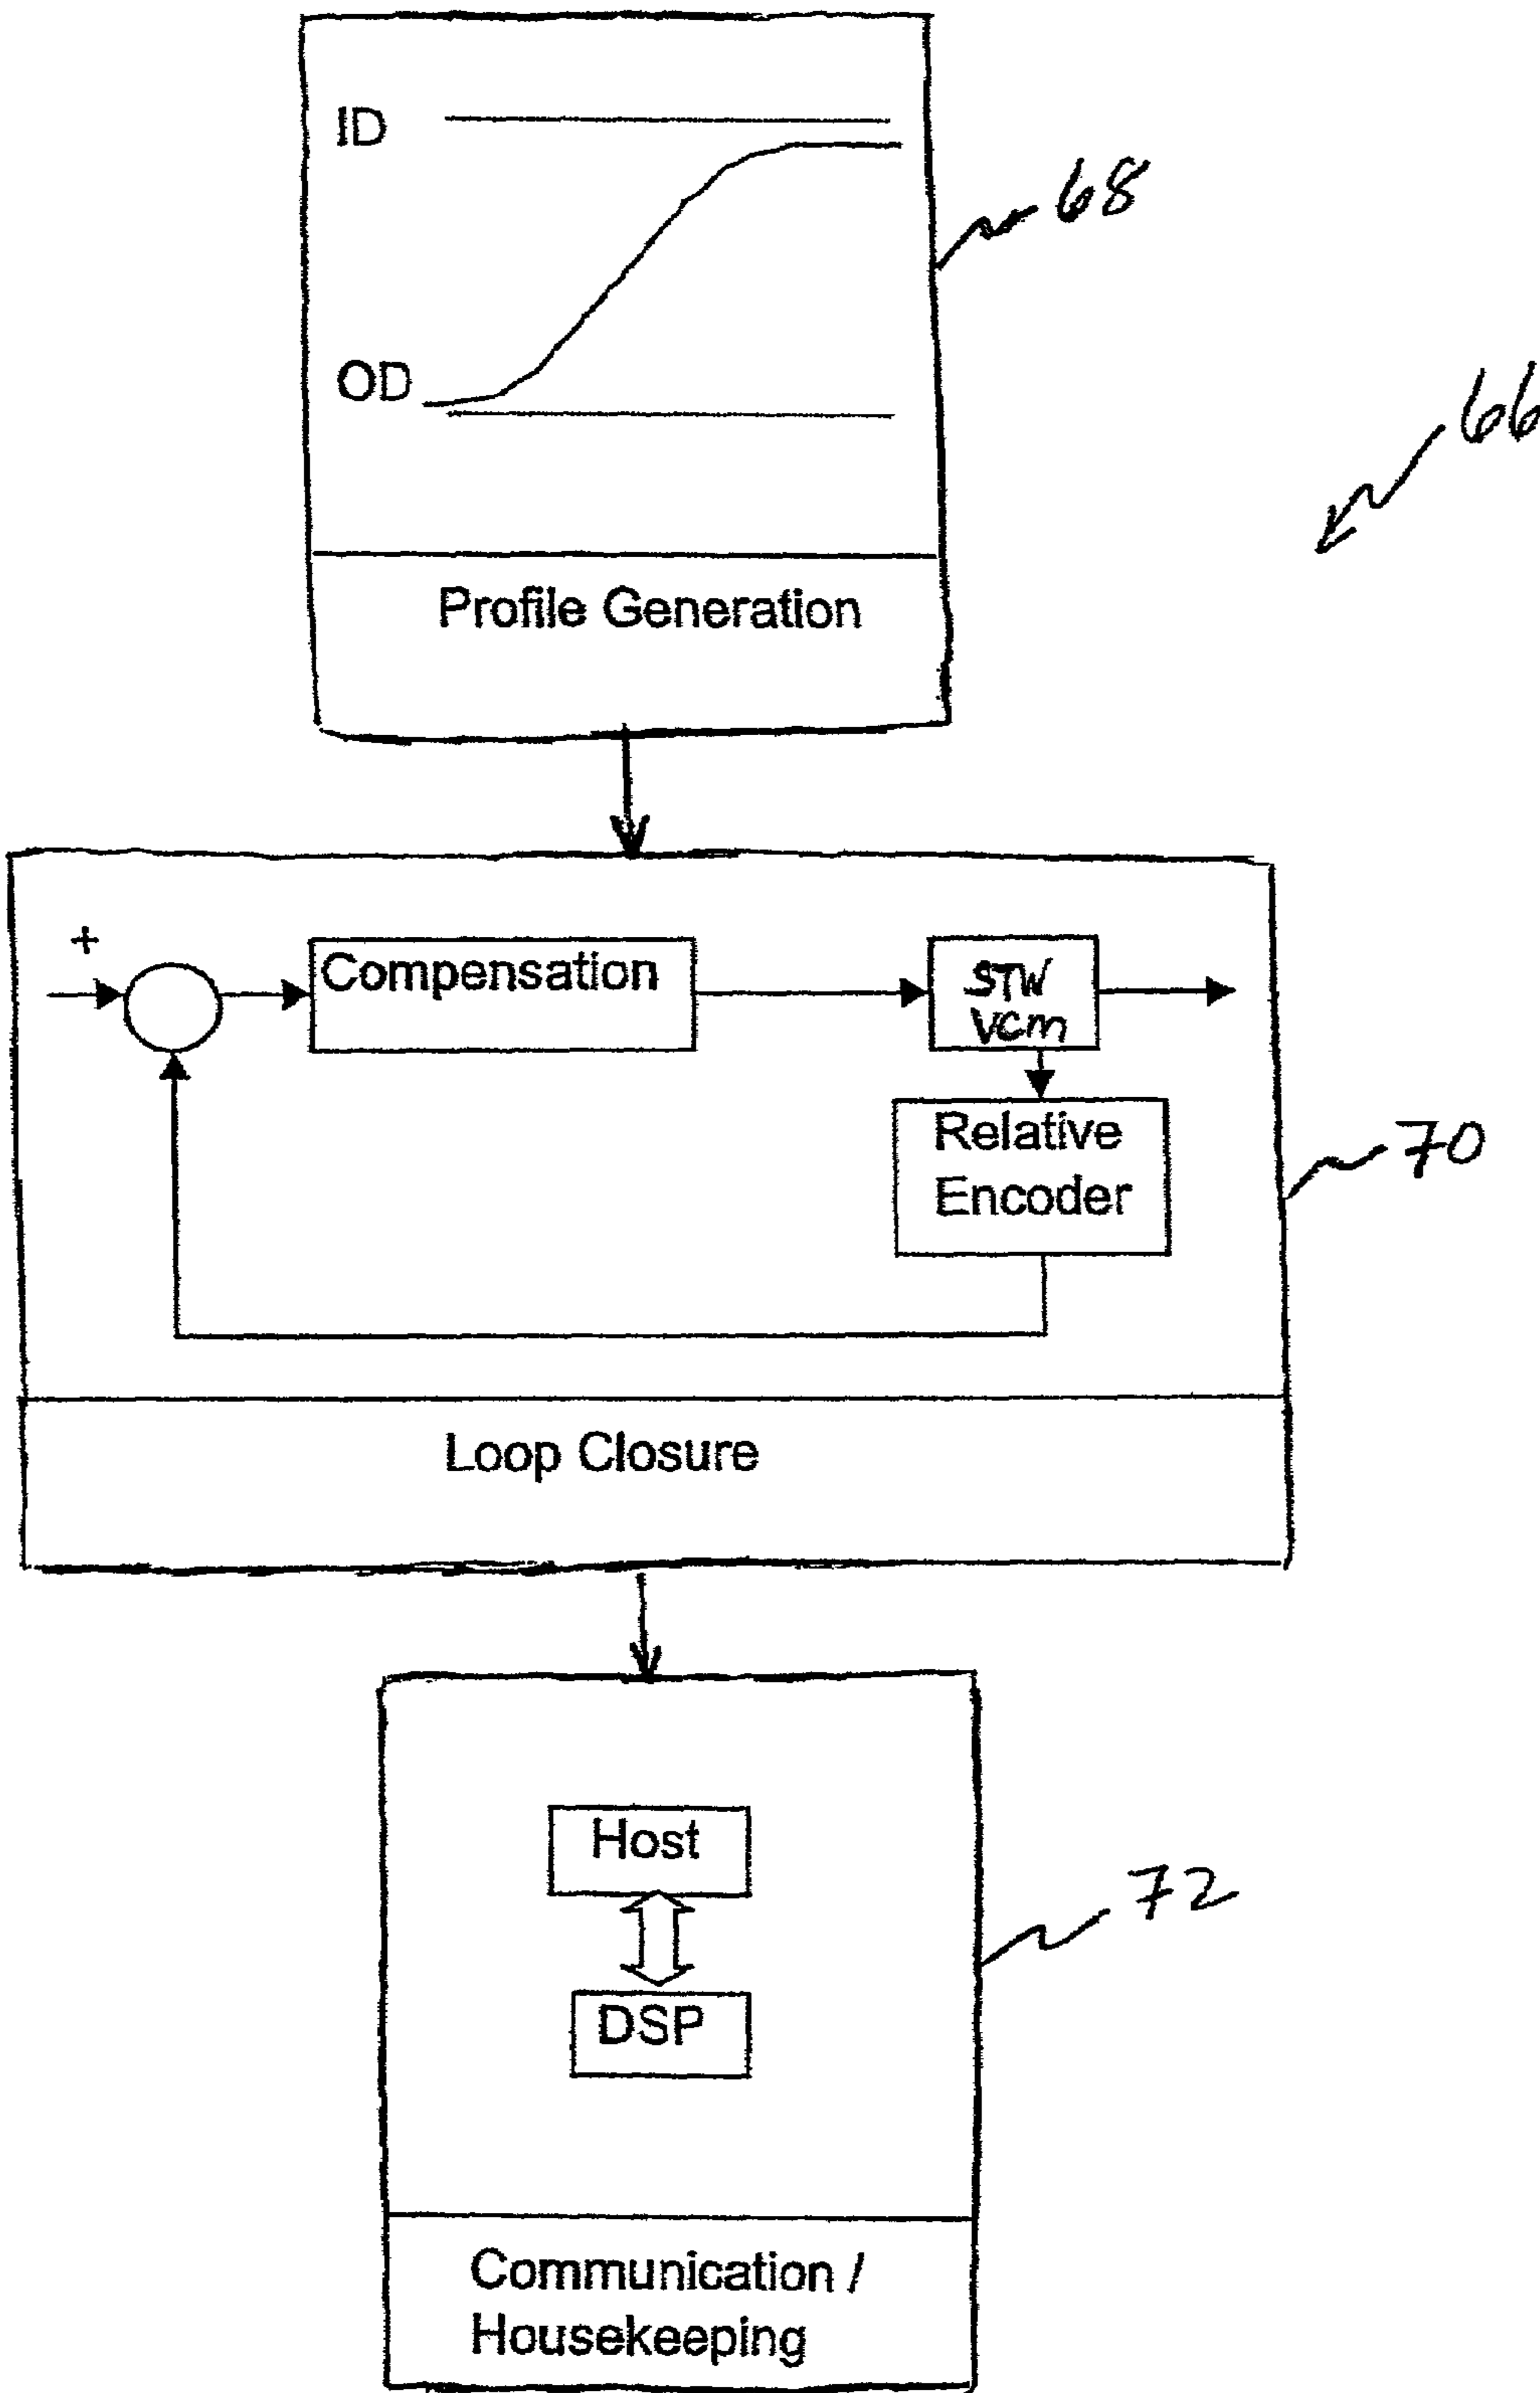 ID
68
OD
66
Profile Generation
+
Compensation
STW
VCM
Relative
Encoder
70
Loop Closure
Host
72
DSP
Communication /
Housekeeping